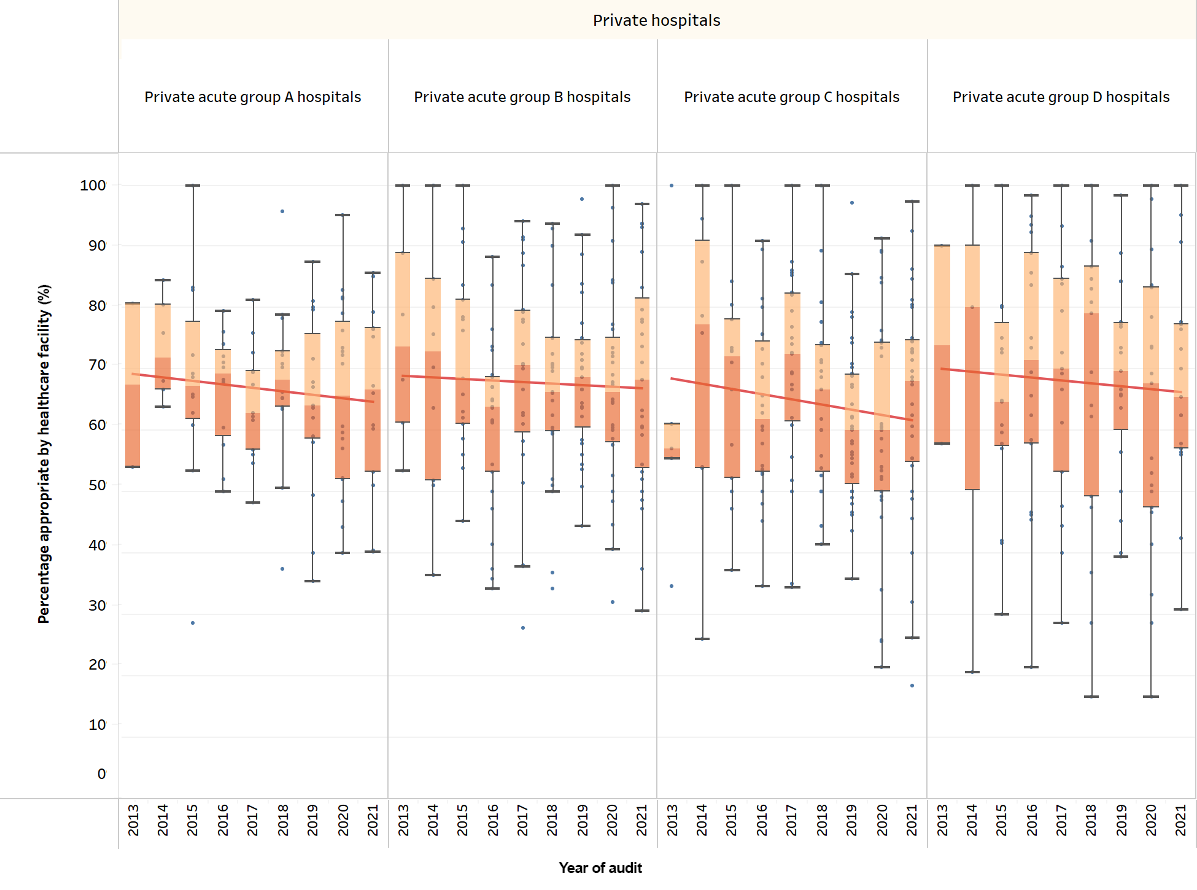 Private hospitals
Private acute group A hospitals
Private acute group B hospitals
Private acute group C hospitals
Private acute group D hospitals
Percentage appropriate by healthcare facility (%)
100
90
80
70
60
50
40
30
20
10
0
2013 2014 2015 2016 2017 2018 2019 2020 2021 2013 2014 2015 2016 2017 2018 2019 2020 2021 2013 2014 2015 2016 2017 2018 2019 2020 2021 2013 2014 2015 2016 2017 2018 2019 2020 2021
Year of audit